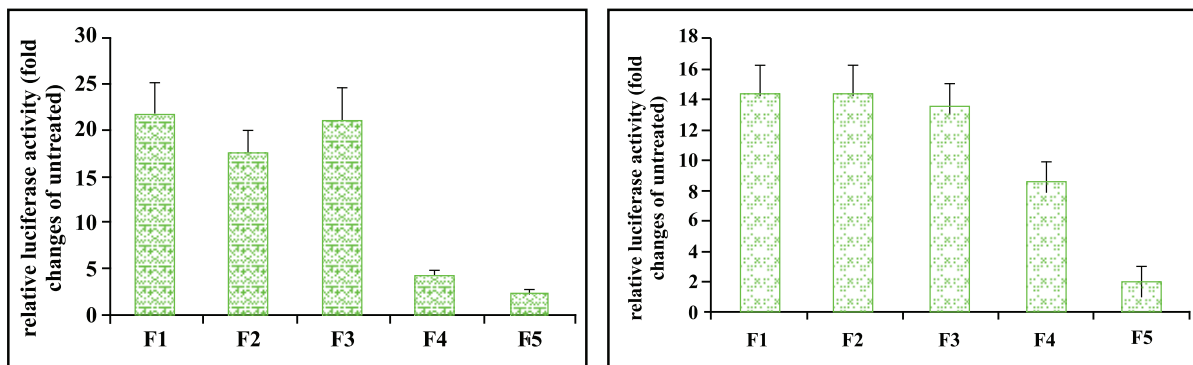 relative luciferase activity (fold
changes of untreated)
30
25
20
15
10
5
0
F1 F2 F3 F4 F5
relative luciferase activity (fold
changes of untreated)
18
16
14
12
10
8
6
4
2
0
F1 F2 F3 F4 F5